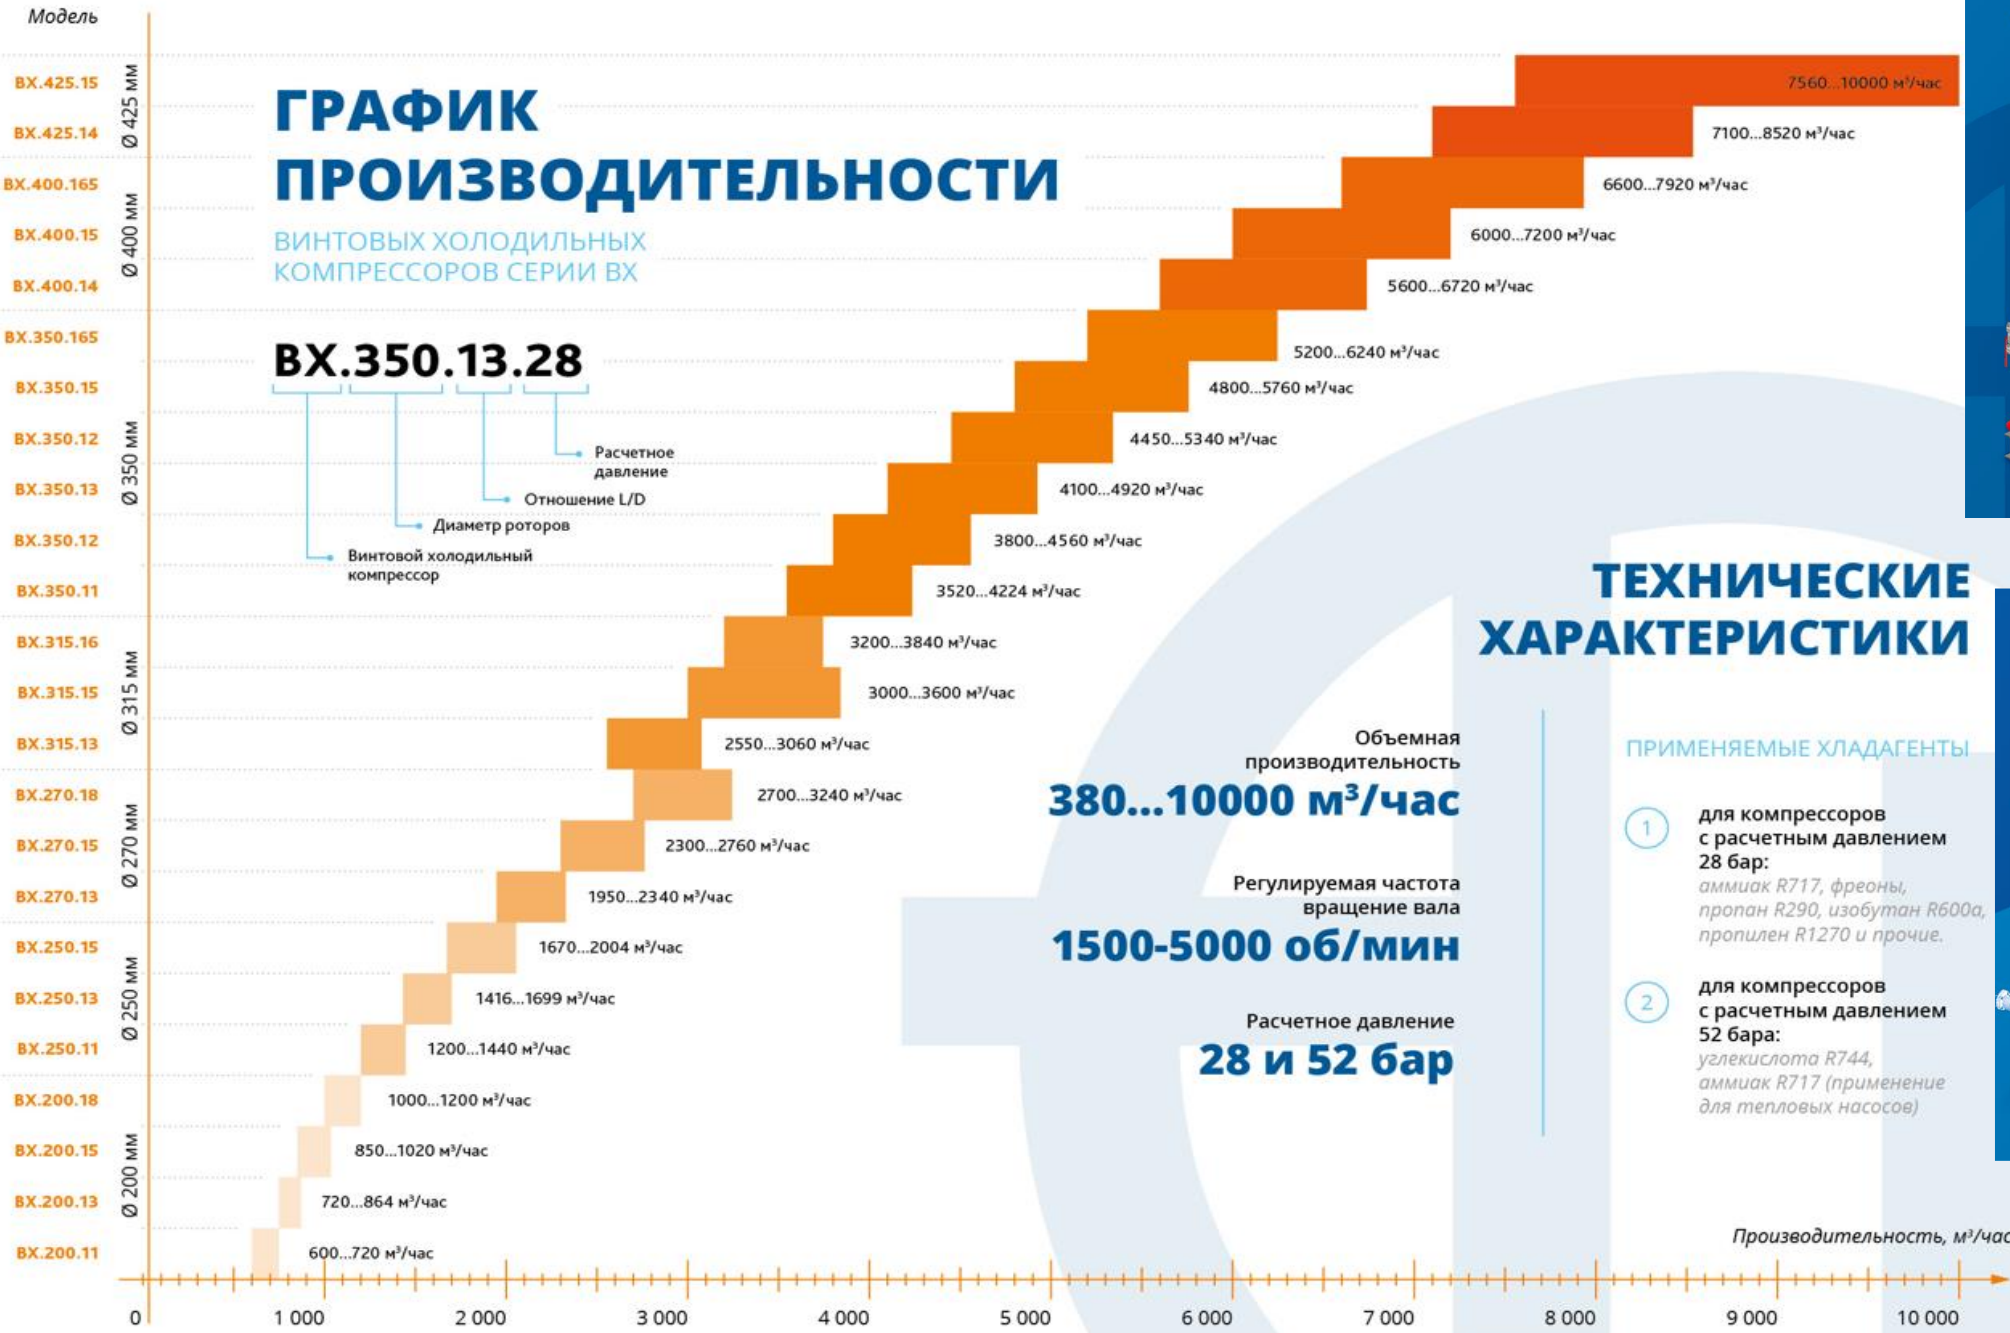 Модель
ВХ.425.15
ВХ.425.14
ВХ.400.165
ВХ.400.15
ВХ.400.14
ВХ.350.165
ВХ.350.15
ВХ.350.12
ВХ.350.13
ВХ.350.12
ВХ.350.11
ВХ.315.16
ВХ.315.15
ВХ.315.13
ВХ.270.18
ВХ.270.15
ВХ.270.13
ВХ.250.15
ВХ.250.13
ВХ.250.11
ВХ.200.18
ВХ.200.15
ВХ.200.13
ВХ.200.11
Ø 425 мм
Ø 400 мм
Ø 350 мм
Ø 315 мм
Ø 270 мм
Ø 250 мм
Ø 200 мм
ГРАФИК
ПРОИЗВОДИТЕЛЬНОСТИ
ВИНТОВЫХ ХОЛОДИЛЬНЫХ
КОМПРЕССОРОВ СЕРИИ ВХ
ВХ.350.13.28
Расчетное
давление
Отношение L/D
Диаметр роторов
Винтовой холодильный
компрессор
7560...10000 м³/час
7100...8520 м³/час
6600...7920 м³/час
6000...7200 м³/час
5600...6720 м³/час
5200...6240 м³/час
4800...5760 м³/час
4450...5340 м³/час
4100...4920 м³/час
3800...4560 м³/час
3520...4224 м³/час
3200...3840 м³/час
3000...3600 м³/час
2550...3060 м³/час
2700...3240 м³/час
2300...2760 м³/час
1950...2340 м³/час
1670...2004 м³/час
1416...1699 м³/час
1200...1440 м³/час
1000...1200 м³/час
850...1020 м³/час
720...864 м³/час
600...720 м³/час
ТЕХНИЧЕСКИЕ
ХАРАКТЕРИСТИКИ
Объемная
производительность
380...10000 м³/час
Регулируемая частота
вращение вала
1500-5000 об/мин
Расчетное давление
28 и 52 бар
ПРИМЕНЯЕМЫЕ ХЛАДАГЕНТЫ
1
для компрессоров
с расчетным давлением
28 бар:
аммиак R717, фреоны,
пропан R290, изобутан R600a,
пропилен R1270 и прочие.
2
для компрессоров
с расчетным давлением
52 бара:
углекислота R744,
аммиак R717 (применение
для тепловых насосов)
Производительность, м³/час
0 1 000 2 000 3 000 4 000 5 000 6 000 7 000 8 000 9 000 10 000